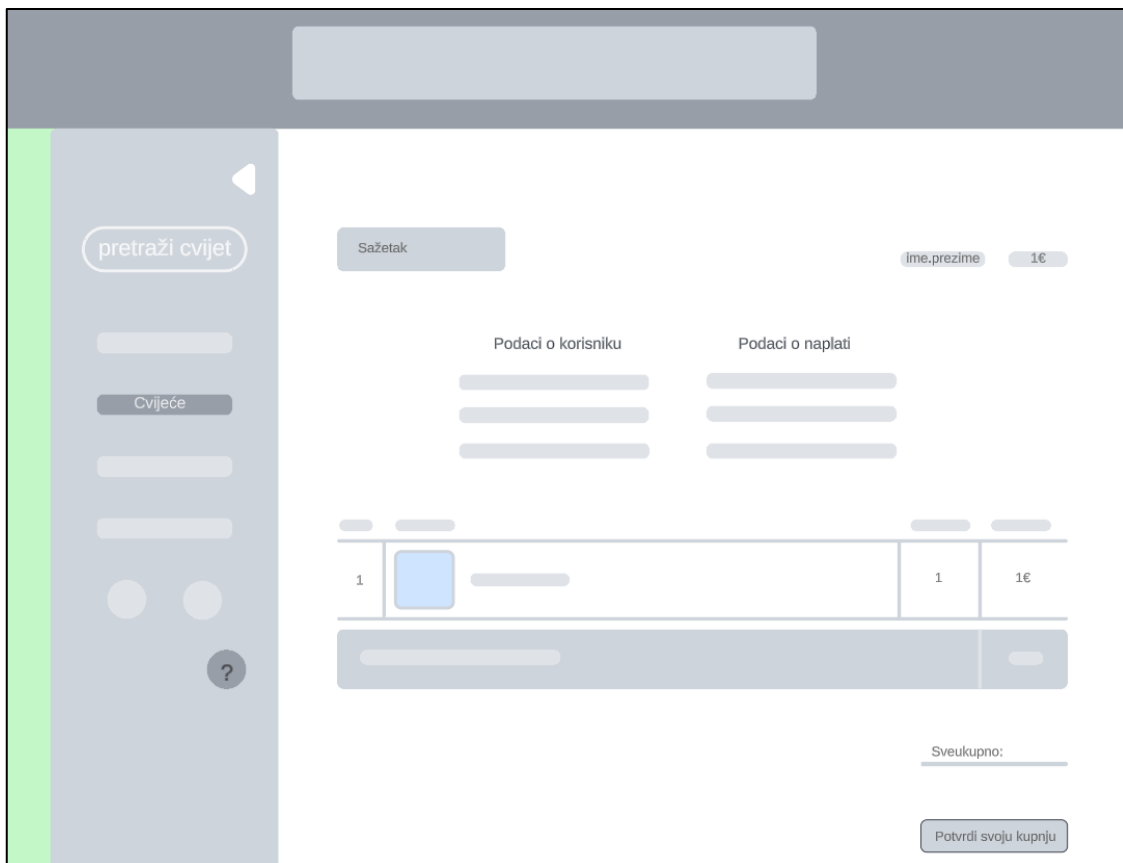 pretraži cvijet
Cvijeće
?
Sažetak
ime.prezime 1€
Podaci o korisniku Podaci o naplati
1 1 1€
Sveukupno:
Potvrdi svoju kupnju